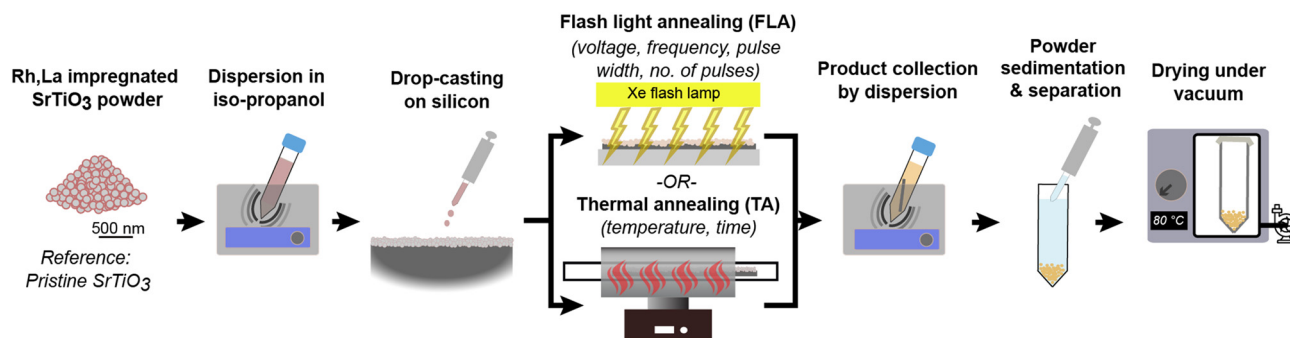 Rh,La impregnated
SrTiO3 powder
500 nm
Reference:
Pristine SrTiO3
Dispersion in
iso-propanol
Drop-casting
on silicon
Flash light annealing (FLA)
(voltage, frequency, pulse
width, no. of pulses)
Xe flash lamp
-OR-
Thermal annealing (TA)
(temperature, time)
Product collection
by dispersion
Powder
sedimentation
& separation
Drying under
vacuum
80 °C